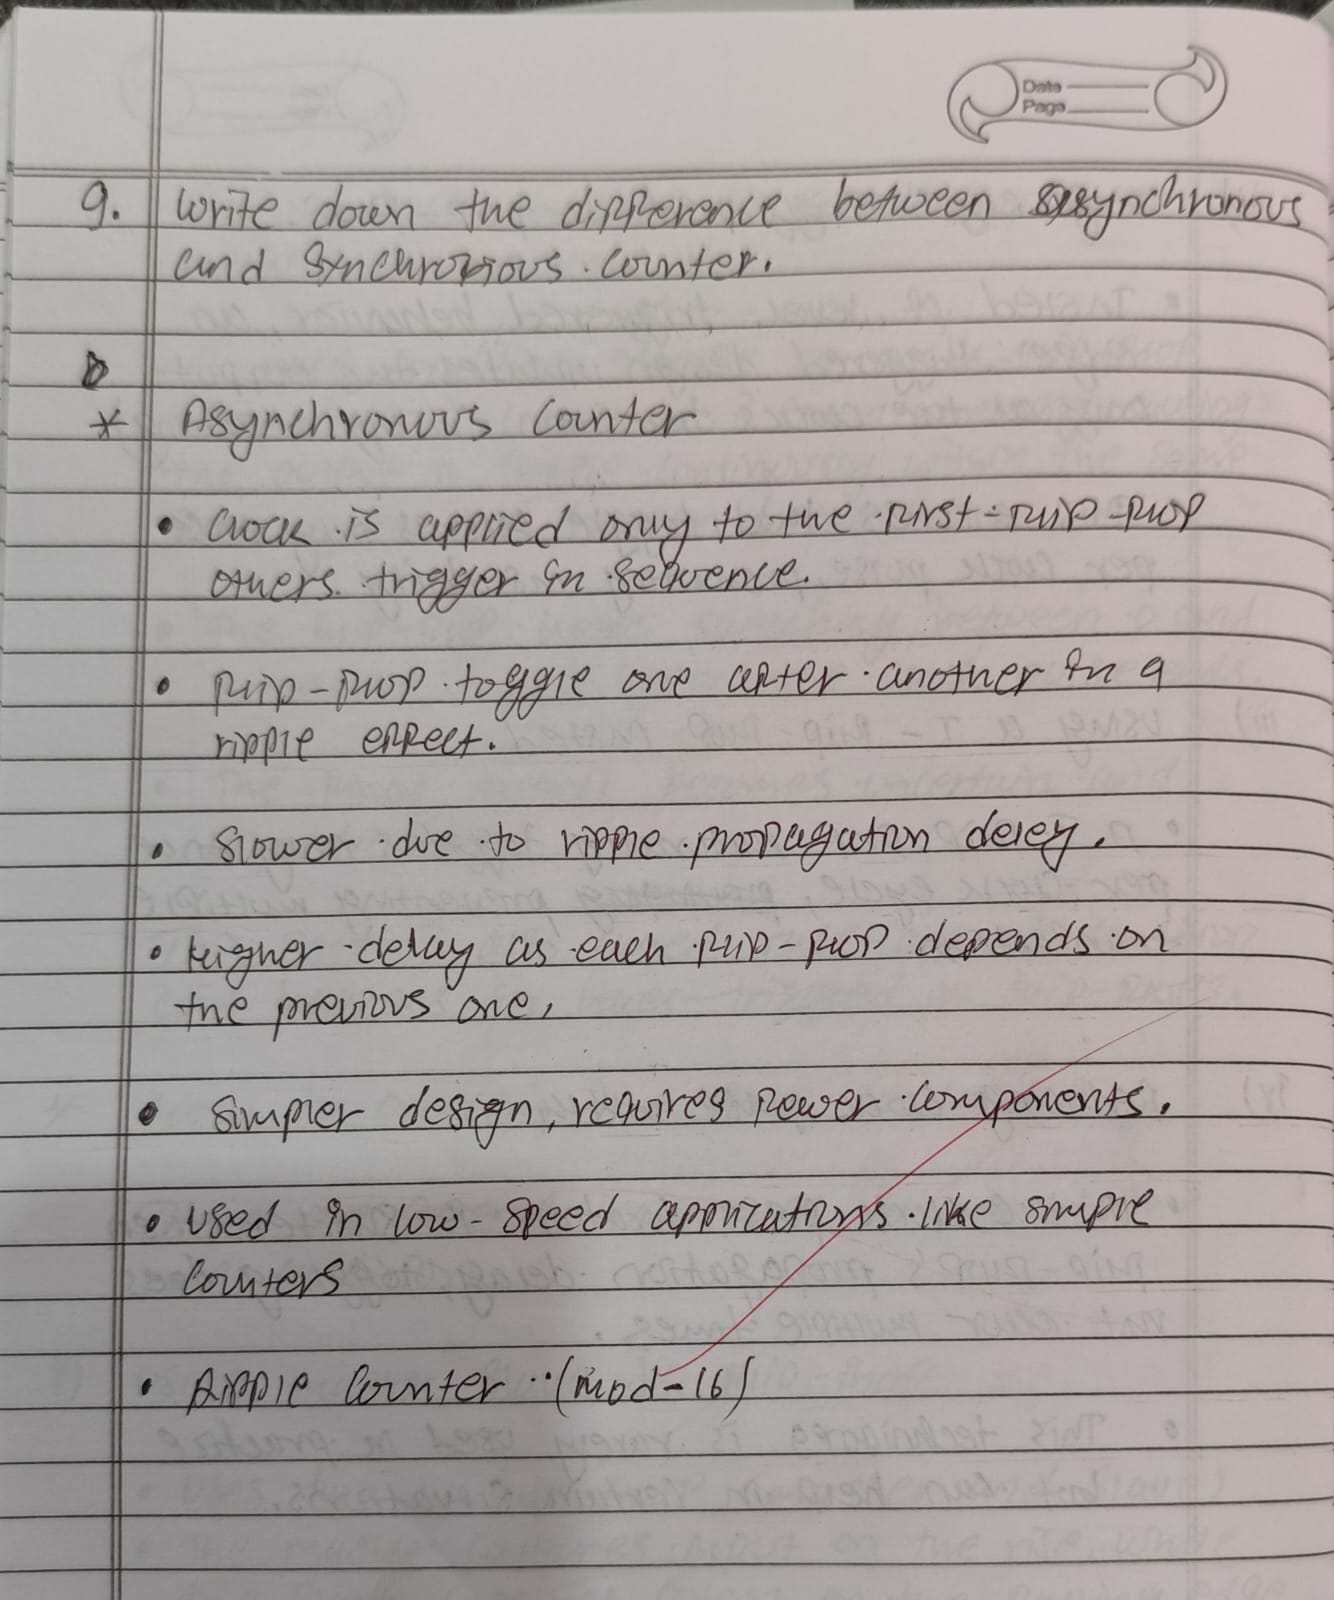 Date
Page
9. Write down the difference between asynchronous
and synchronous counter.
* Asynchronous Counter
• Clock is applied only to the first-flip-flop
others trigger in sequence.
• flip-flop toggle one after another in a
ripple effect.
• Slower due to ripple propagation deley.
• Higher delay as each flip-flop depends on
the previous one,
• Simpler design, requires fewer components.
• Used in low-speed applications like simple
counters
• Ripple Counter (mod-16)